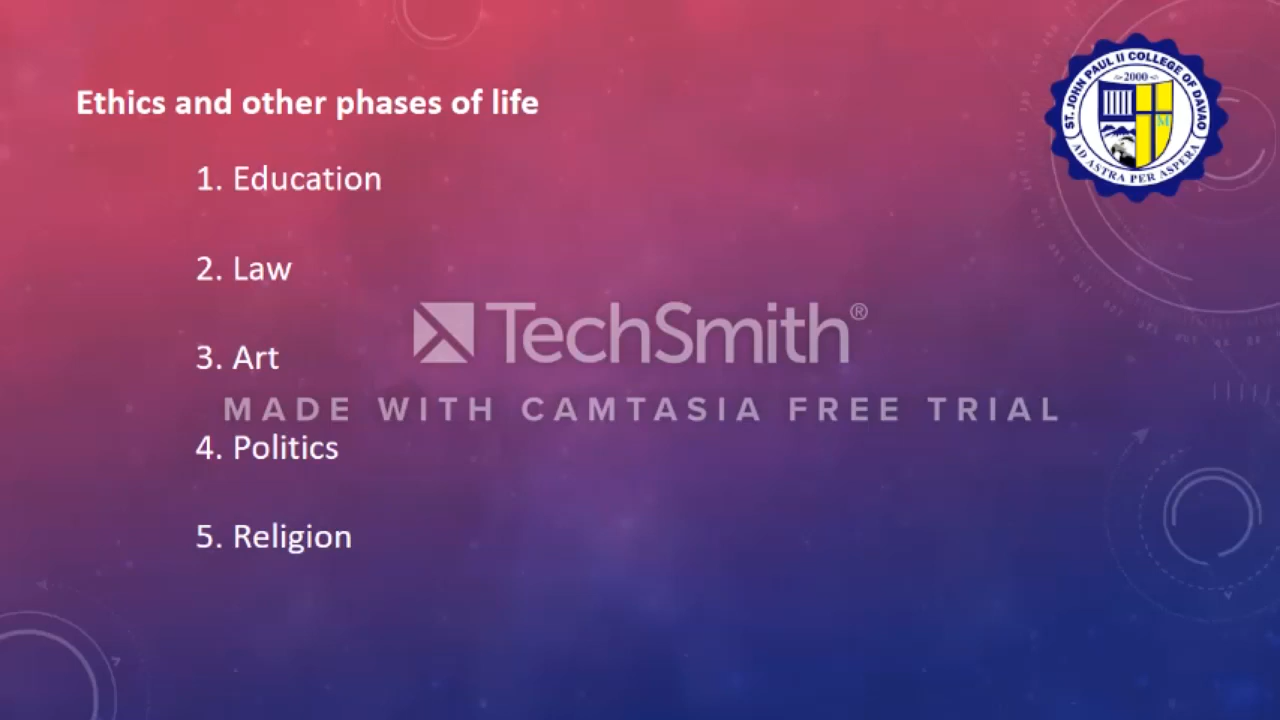 Ethics and other phases of life
ST. JOHN PAUL II COLLEGE OF DAVAO
2000
M
AD ASTRA PER ASPERA
1. Education
2. Law
TechSmith®
3. Art
MADE WITH CAMTASIA FREE TRIAL
4. Politics
5. Religion